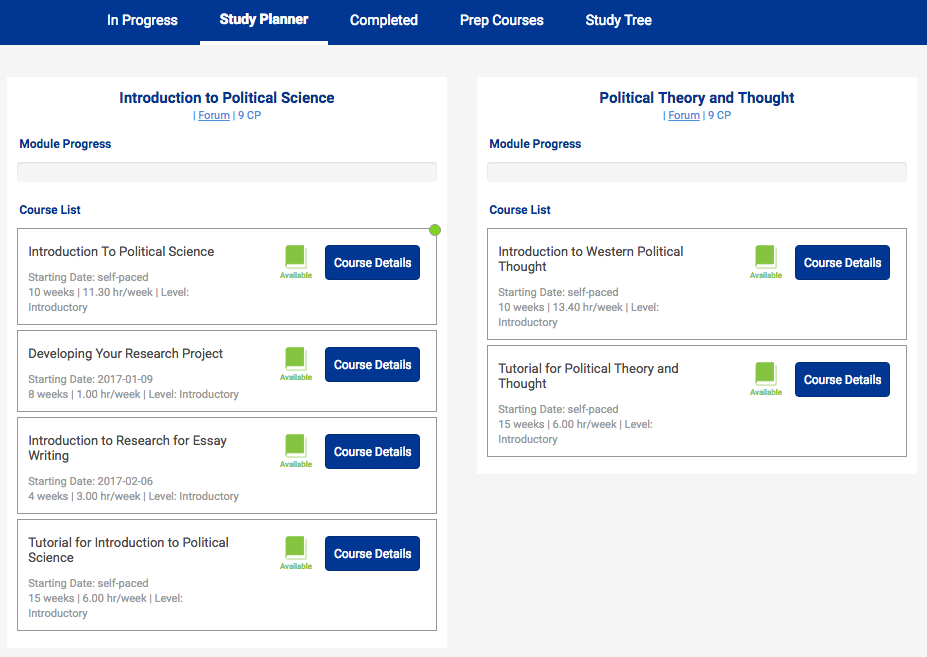 In Progress Study Planner Completed Prep Courses Study Tree
Introduction to Political Science
| Forum | 9 CP
Module Progress
Course List
Introduction To Political Science
Starting Date: self-paced
10 weeks | 11.30 hr/week | Level:
Introductory
Available
Course Details
Developing Your Research Project
Starting Date: 2017-01-09
8 weeks | 1.00 hr/week | Level: Introductory
Available
Course Details
Introduction to Research for Essay
Writing
Starting Date: 2017-02-06
4 weeks | 3.00 hr/week | Level: Introductory
Available
Course Details
Tutorial for Introduction to Political
Science
Starting Date: self-paced
15 weeks | 6.00 hr/week | Level:
Introductory
Available
Course Details
Political Theory and Thought
| Forum | 9 CP
Module Progress
Course List
Introduction to Western Political
Thought
Starting Date: self-paced
10 weeks | 13.40 hr/week | Level:
Introductory
Available
Course Details
Tutorial for Political Theory and
Thought
Starting Date: self-paced
15 weeks | 6.00 hr/week | Level:
Introductory
Available
Course Details